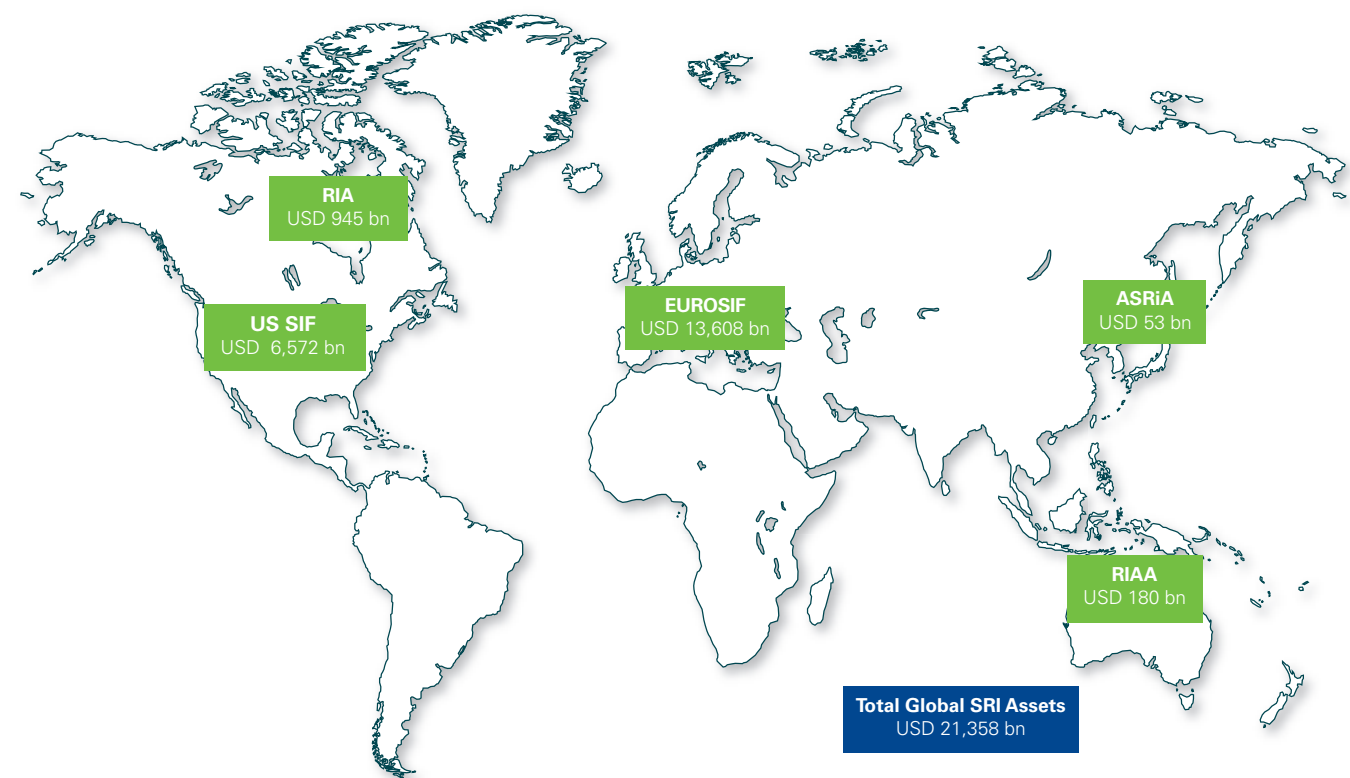 RIA
USD 945 bn
US SIF
USD  6,572 bn
EUROSIF
USD 13,608 bn
ASRiA
USD 53 bn
RIAA
USD 180 bn
Total Global SRI Assets
USD 21,358 bn